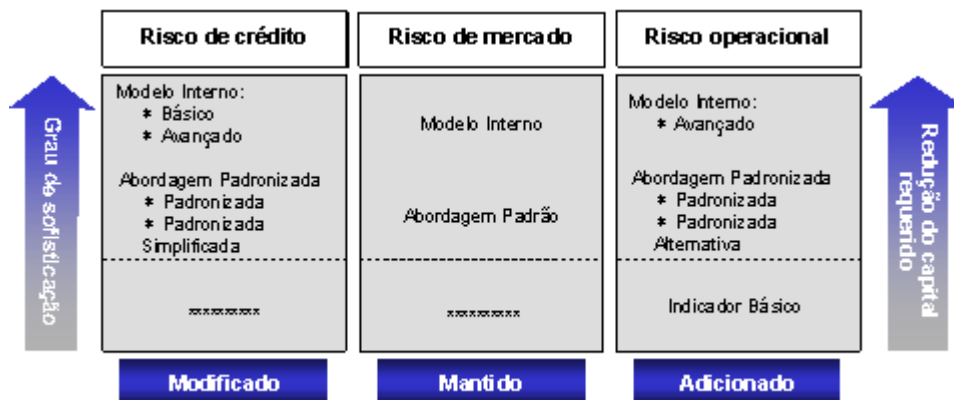 Risco de crédito
Risco de mercado
Risco operacional
Grau de sofisticação
Modelo Interno:
* Básico
* Avançado
Abordagem Padronizada
* Padronizada
* Padronizada
Simplificada
xxxxxxxxxx
Modelo Interno
Abordagem Padrão
xxxxxxxxxx
Modelo Interno:
* Avançado
Abordagem Padronizada
* Padronizada
* Padronizada
Alternativa
Indicador Básico
Redução do capital
requerido
Modificado
Mantido
Adicionado